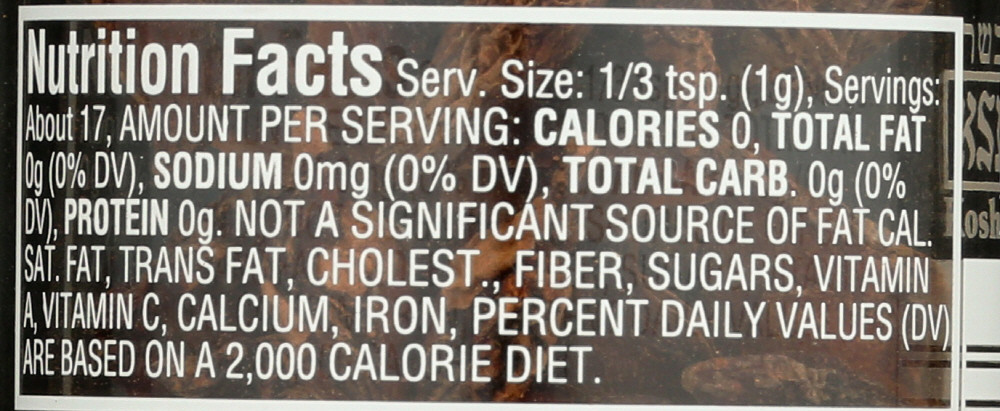 Nutrition Facts Serv. Size: 1/3 tsp. (1g), Servings:
About 17, AMOUNT PER SERVING: CALORIES 0, TOTAL FAT
0g (0% DV), SODIUM 0mg (0% DV), TOTAL CARB. 0g (0%
DV), PROTEIN 0g. NOT A SIGNIFICANT SOURCE OF FAT CAL.
SAT. FAT, TRANS FAT, CHOLEST., FIBER, SUGARS, VITAMIN
A, VITAMIN C, CALCIUM, IRON, PERCENT DAILY VALUES (DV)
ARE BASED ON A 2,000 CALORIE DIET.